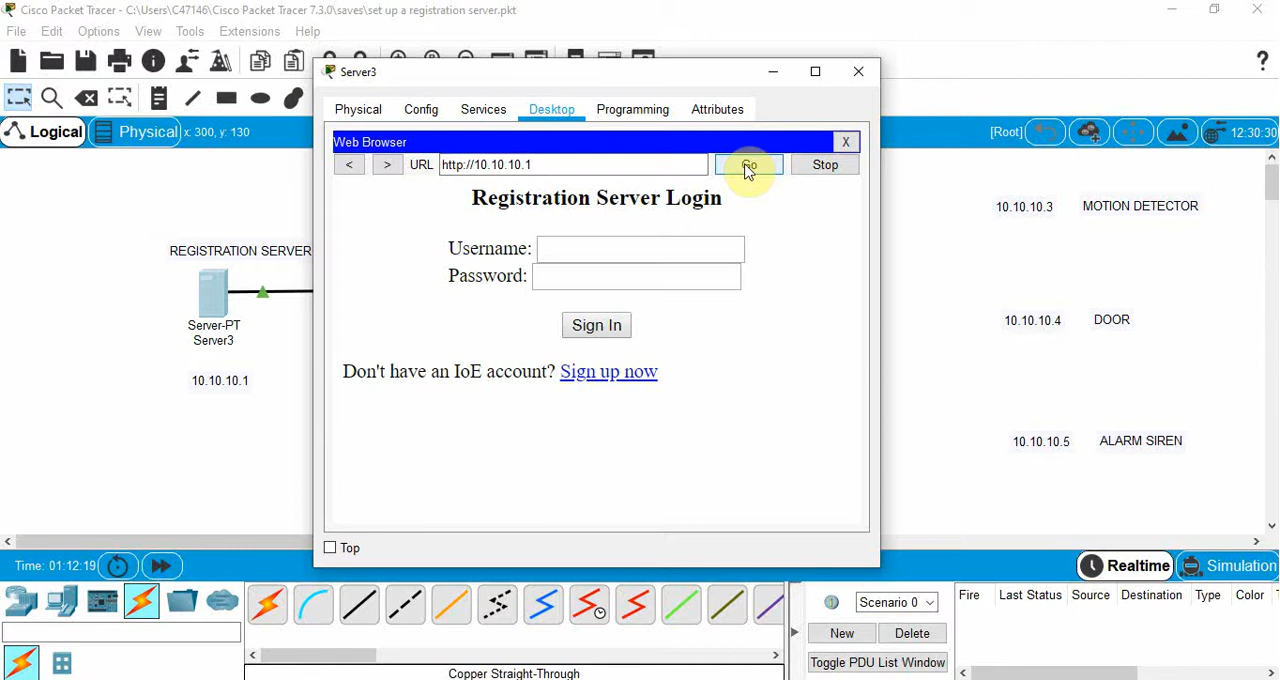 Cisco Packet Tracer - C:\Users\C47146\Cisco Packet Tracer 7.3.0\saves\set up a registration server.pkt
File Edit Options View Tools Extensions Help
?
Logical Physical x: 300, y: 130 [Root] 12:30:30
Server3
Physical Config Services Desktop Programming Attributes
Web Browser X
< > URL http://10.10.10.1 Go Stop
Registration Server Login
Username:
Password:
Sign In
Don't have an IoE account? Sign up now
Top
REGISTRATION SERVER
Server-PT
Server3
10.10.10.1
10.10.10.3 MOTION DETECTOR
10.10.10.4 DOOR
10.10.10.5 ALARM SIREN
Time: 01:12:19 Realtime Simulation
Scenario 0
New Delete
Toggle PDU List Window
Fire Last Status Source Destination Type Color
Copper Straight-Through